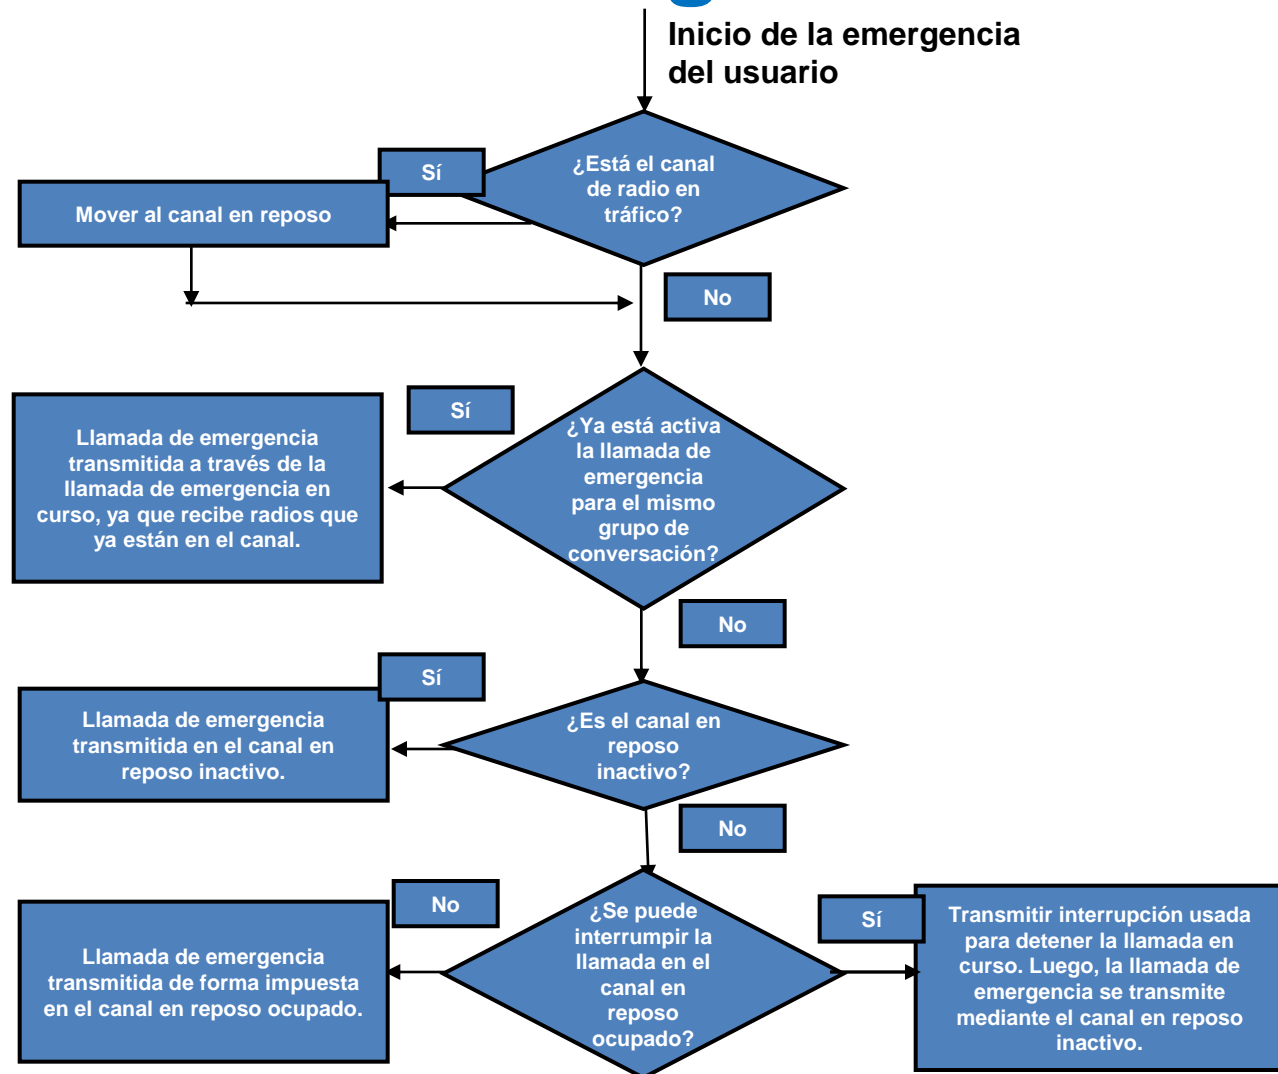 Inicio de la emergencia
del usuario
¿Está el canal
de radio en
tráfico?
Sí
Mover al canal en reposo
No
¿Ya está activa
la llamada de
emergencia
para el mismo
grupo de
conversación?
Sí
Llamada de emergencia
transmitida a través de la
llamada de emergencia en
curso, ya que recibe radios que
ya están en el canal.
No
¿Es el canal en
reposo
inactivo?
Sí
Llamada de emergencia
transmitida en el canal en
reposo inactivo.
No
¿Se puede
interrumpir la
llamada en el
canal en
reposo
ocupado?
No
Llamada de emergencia
transmitida de forma impuesta
en el canal en reposo ocupado.
Sí
Transmitir interrupción usada
para detener la llamada en
curso. Luego, la llamada de
emergencia se transmite
mediante el canal en reposo
inactivo.